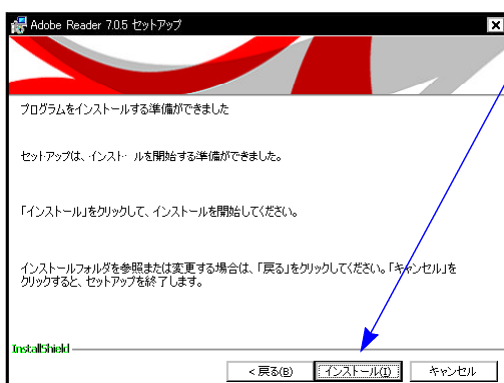 Adobe Reader 7.0.5 セットアップ
プログラムをインストールする準備ができました
セットアップは、インストールを開始する準備ができました。
「インストール」をクリックして、インストールを開始してください。
インストールフォルダを参照または変更する場合は、「戻る」をクリックしてください。「キャンセル」を
クリックすると、セットアップを終了します。
InstallShield
< 戻る(B) インストール(I) キャンセル